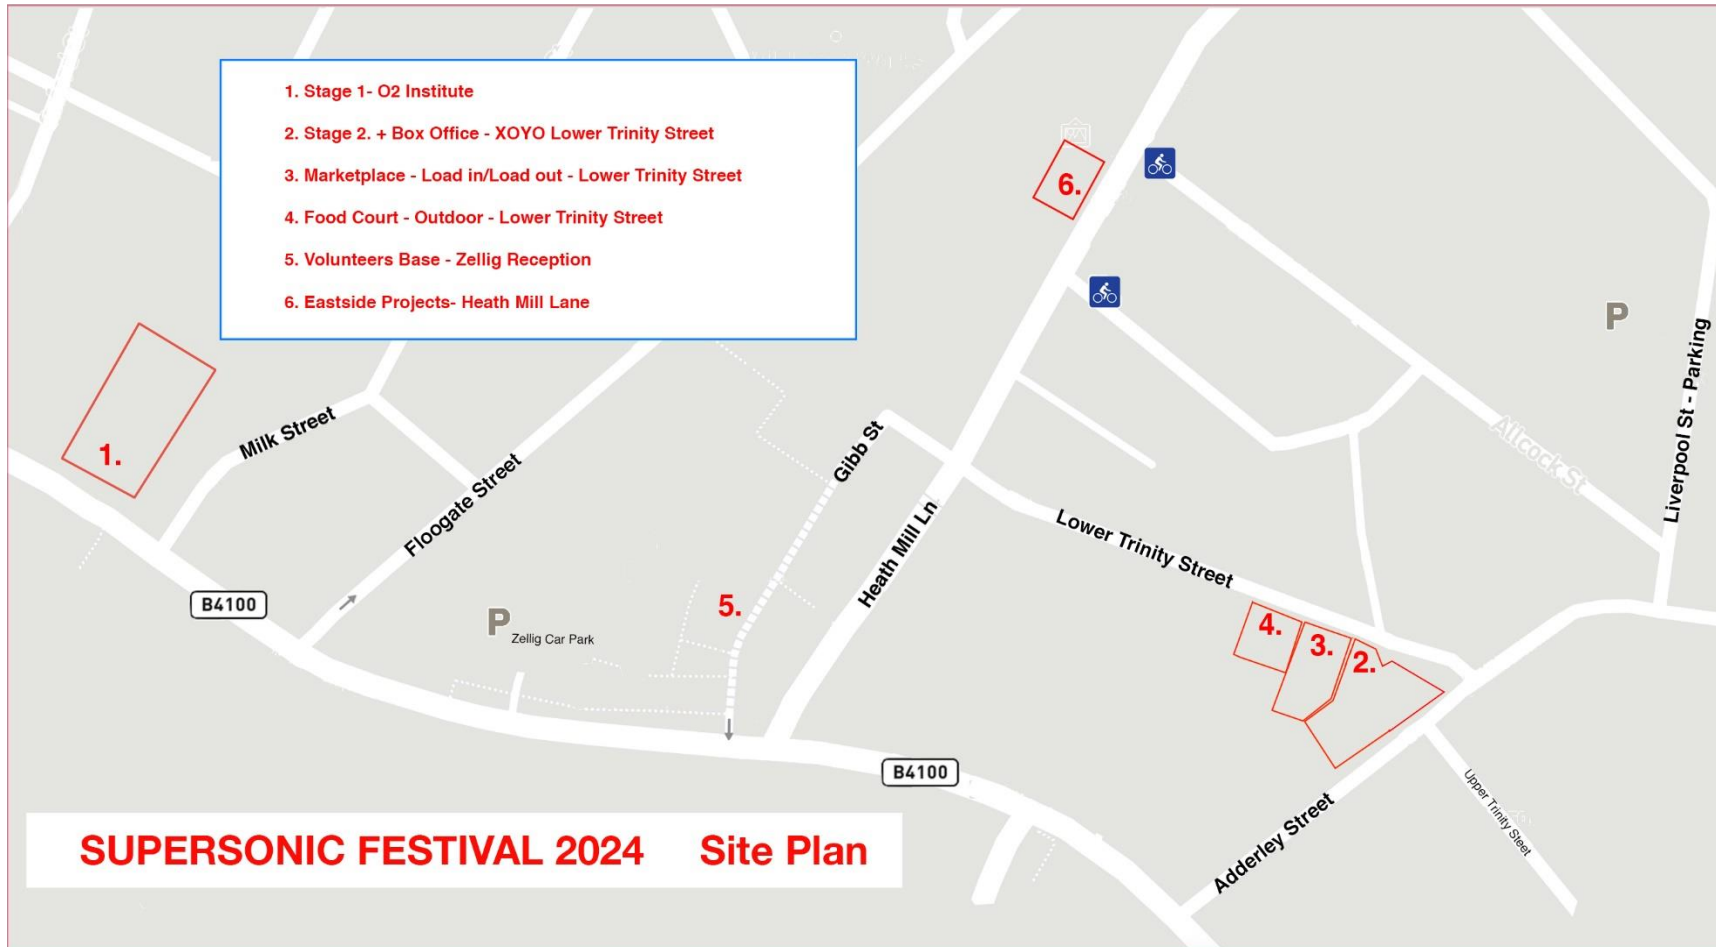 1. Stage 1- O2 Institute
2. Stage 2. + Box Office - XOYO Lower Trinity Street
3. Marketplace - Load in/Load out - Lower Trinity Street
4. Food Court - Outdoor - Lower Trinity Street
5. Volunteers Base - Zellig Reception
6. Eastside Projects- Heath Mill Lane
6.
P
1.
Milk Street
Gibb St
Floogate Street
Allcock St
Liverpool St - Parking
Heath Mill Ln
Lower Trinity Street
B4100
5.
P
Zellig Car Park
4.
3.
2.
B4100
Upper Trinity Street
Adderley Street
SUPERSONIC FESTIVAL 2024 Site Plan